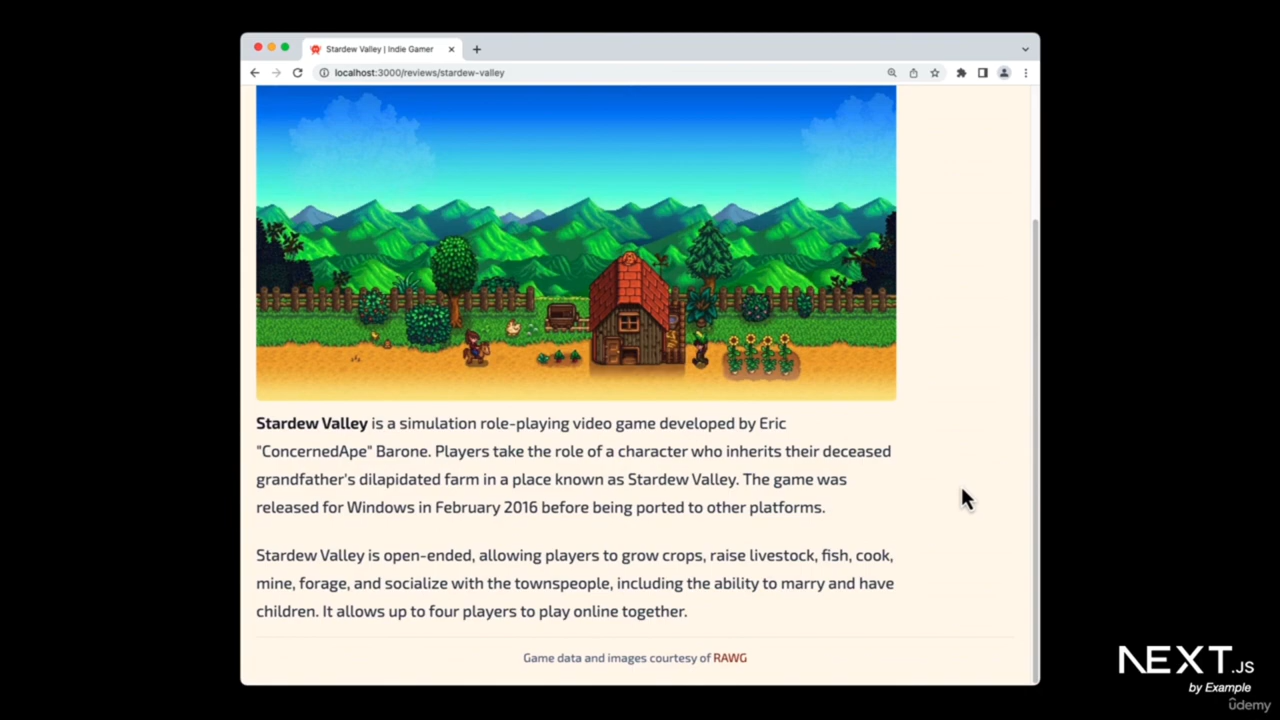 Stardew Valley | Indie Gamer
localhost:3000/reviews/stardew-valley
Stardew Valley is a simulation role-playing video game developed by Eric
"ConcernedApe" Barone. Players take the role of a character who inherits their deceased
grandfather's dilapidated farm in a place known as Stardew Valley. The game was
released for Windows in February 2016 before being ported to other platforms.
Stardew Valley is open-ended, allowing players to grow crops, raise livestock, fish, cook,
mine, forage, and socialize with the townspeople, including the ability to marry and have
children. It allows up to four players to play online together.
Game data and images courtesy of RAWG
NEXT.JS
by Example
ûdemy